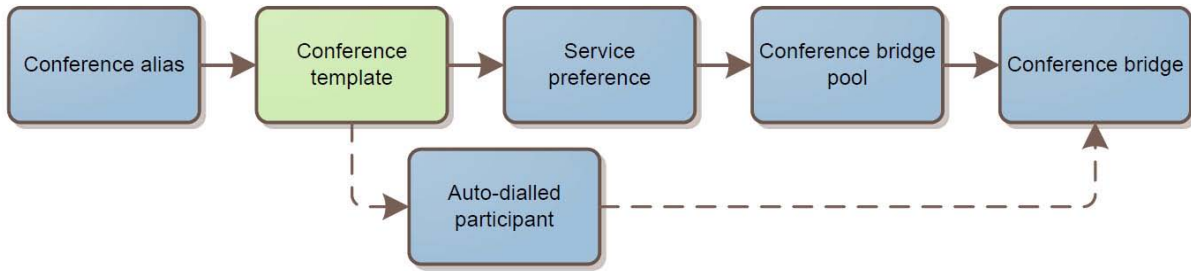 Conference alias
Conference
template
Service
preference
Conference bridge
pool
Conference bridge
Auto-dialled
participant